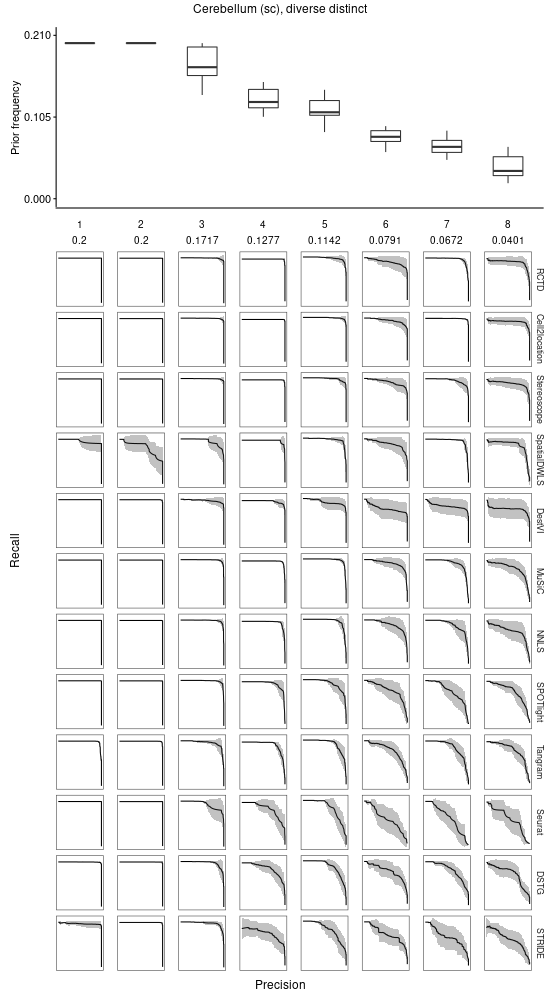 Cerebellum (sc), diverse distinct
Prior frequency
0.210
0.105
0.000
1 2 3 4 5 6 7 8
0.2 0.2 0.1717 0.1277 0.1142 0.0791 0.0672 0.0401
RCTD
Cell2location
Stereoscope
SpatialDWLS
DestVI
MuSiC
NNLS
SPOTlight
Tangram
Seurat
DSTG
STRIDE
Recall
Precision